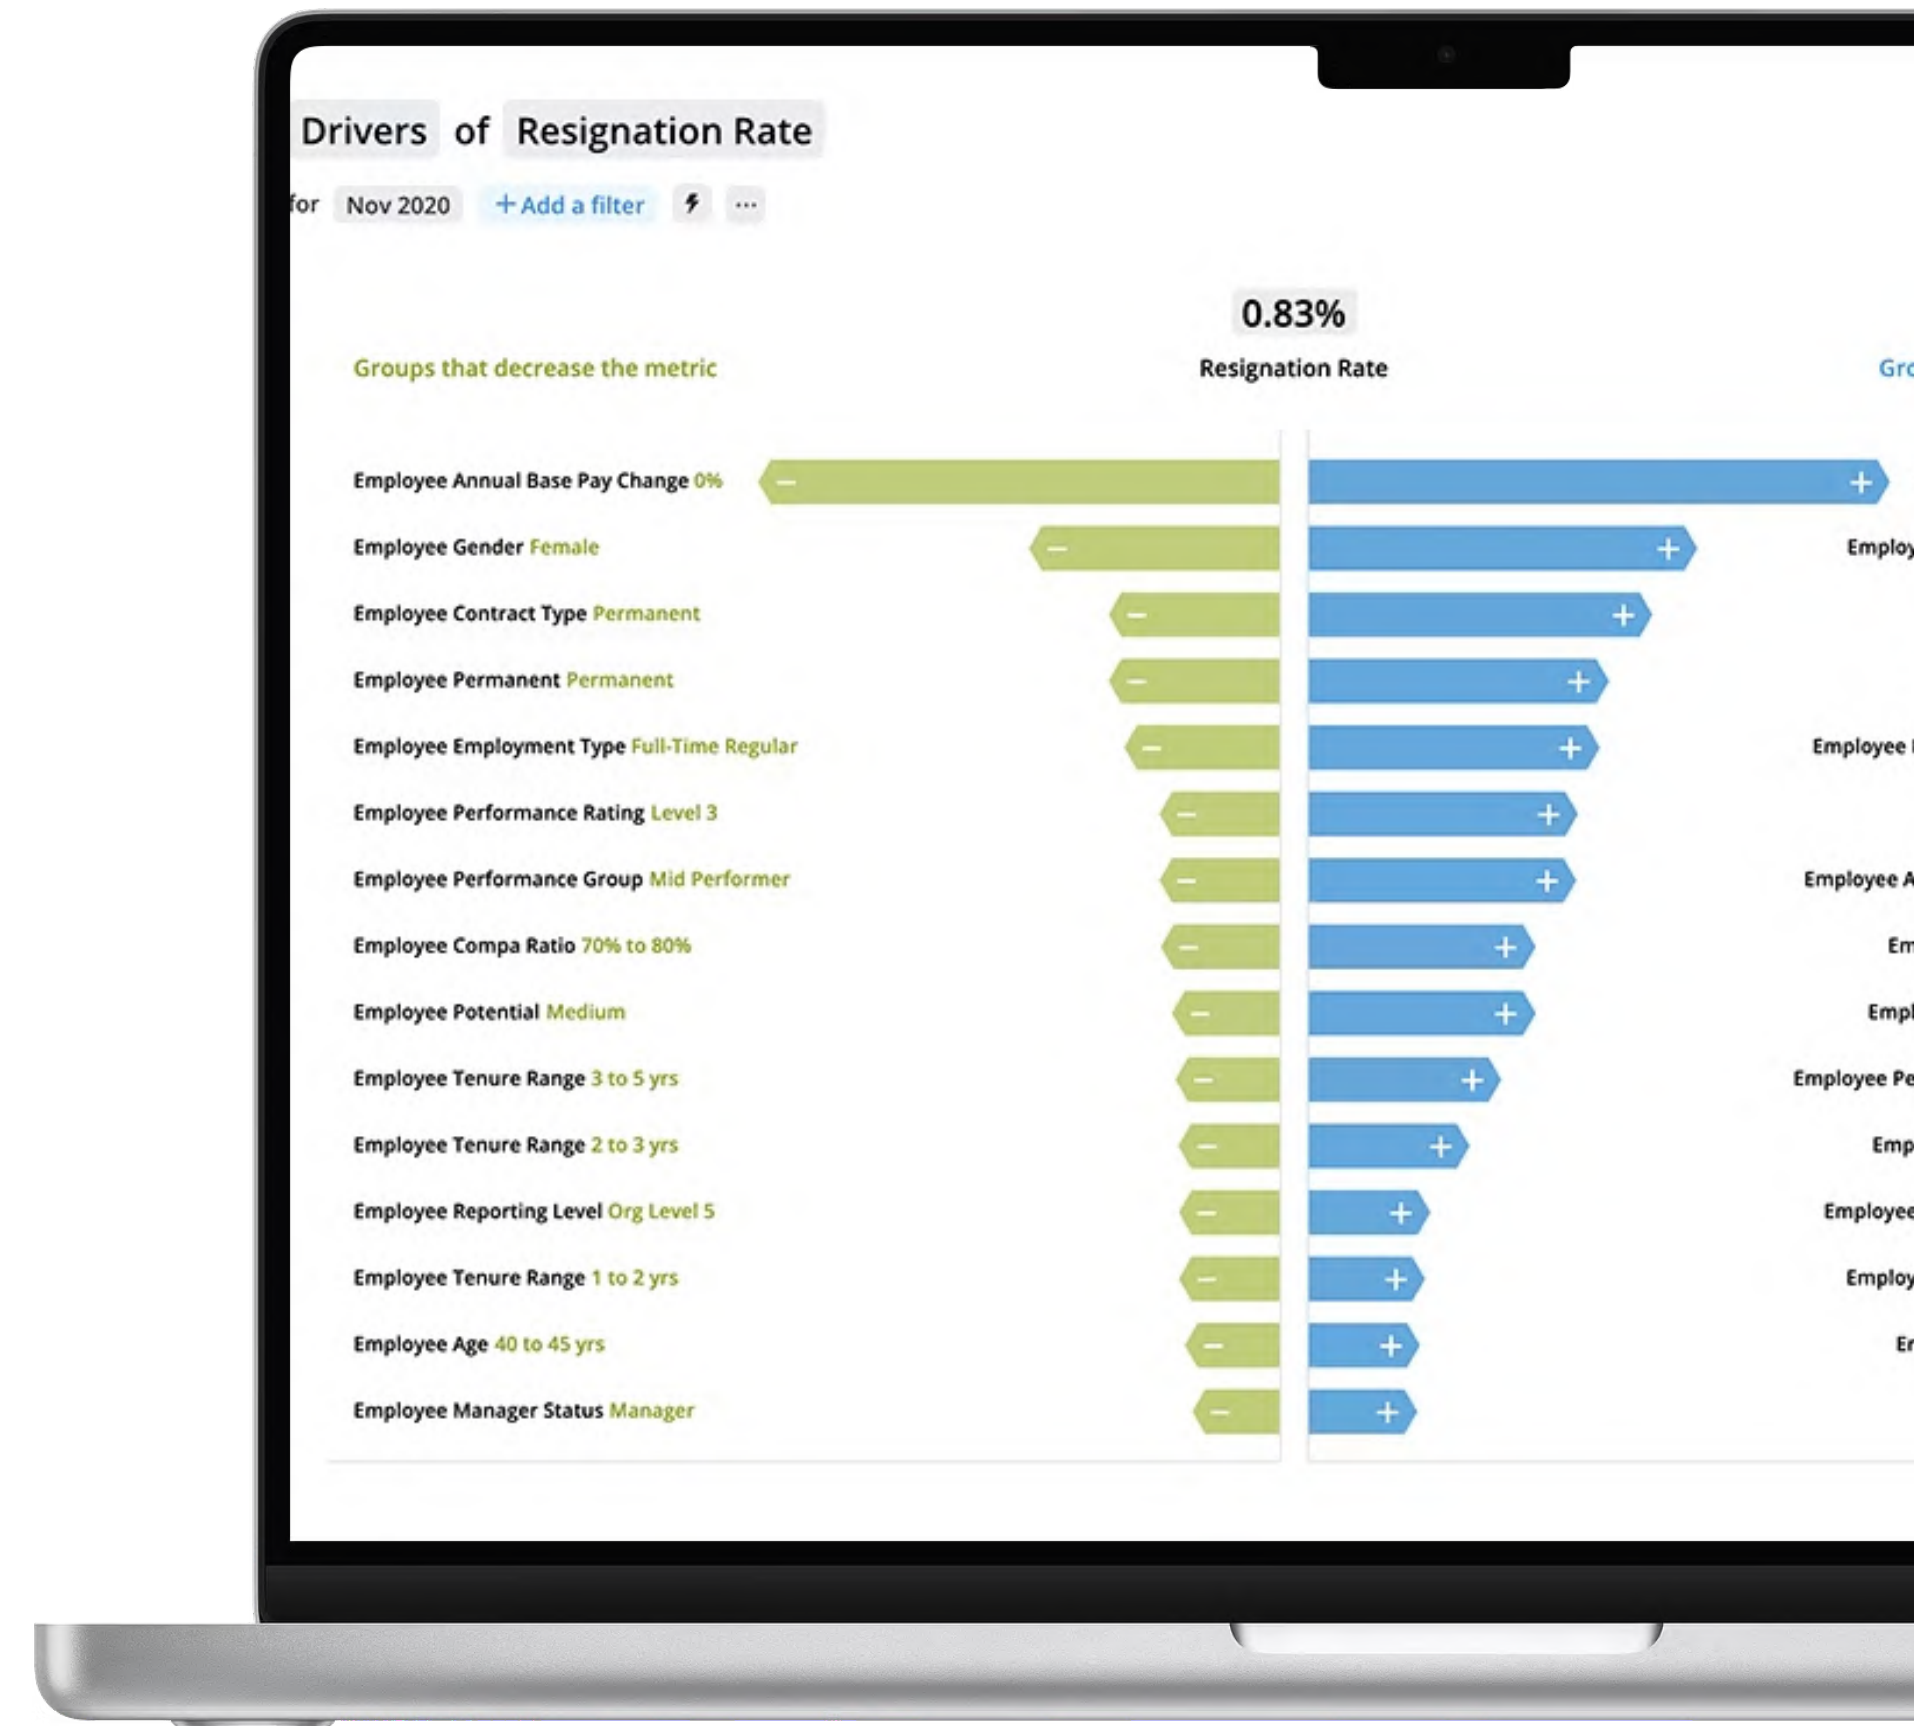 Drivers of Resignation Rate
for Nov 2020 +Add a filter ...
0.83%
Groups that decrease the metric Resignation Rate
Employee Annual Base Pay Change 0%
Employee Gender Female
Employee Contract Type Permanent
Employee Permanent Permanent
Employee Employment Type Full-Time Regular Employee
Employee Performance Rating Level 3
Employee Performance Group Mid Performer Employee
Employee Compa Ratio 70% to 80%
Employee Potential Medium
Employee Tenure Range 3 to 5 yrs Employee
Employee Tenure Range 2 to 3 yrs
Employee Reporting Level Org Level 5 Employee
Employee Tenure Range 1 to 2 yrs
Employee Age 40 to 45 yrs
Employee Manager Status Manager